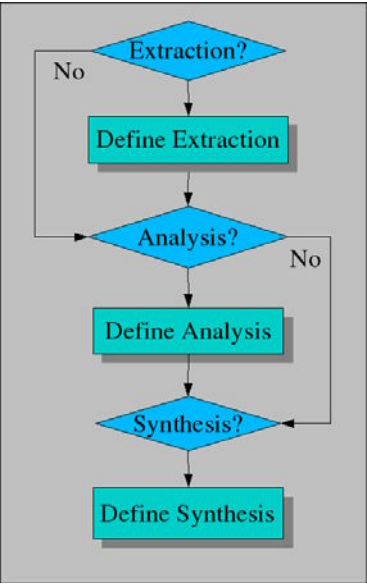 Extraction?
No
Define Extraction
Analysis?
No
Define Analysis
Synthesis?
Define Synthesis